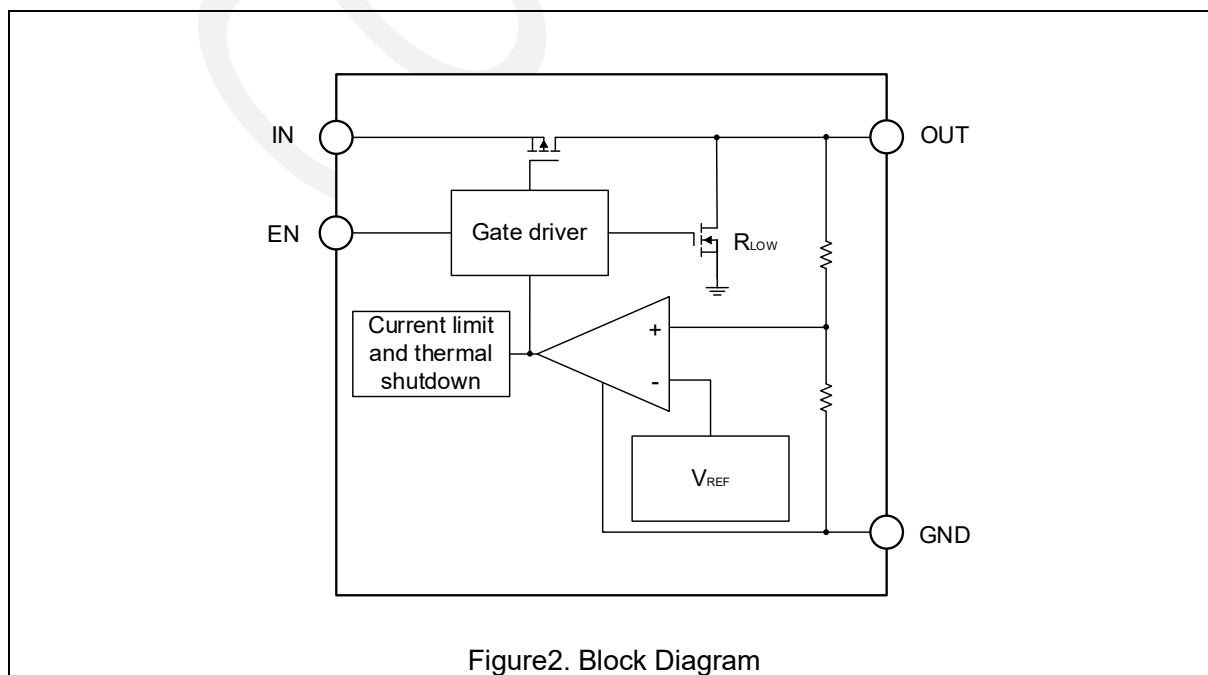 IN
OUT
EN
Gate driver
RLOW
Current limit
and thermal
shutdown
+
-
VREF
GND
Figure2. Block Diagram